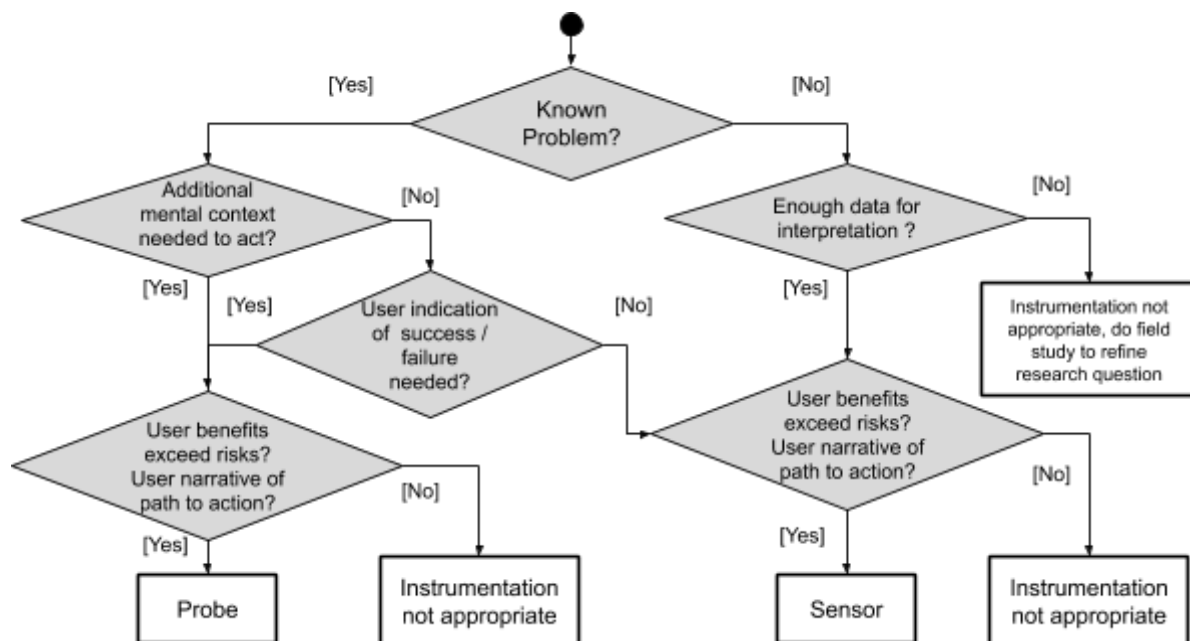 [Yes]
[No]
Known
Problem?
Additional
mental context
needed to act?
[No]
Enough data for
interpretation ?
[No]
[Yes]
[Yes]
User indication
of success /
failure
needed?
[No]
[Yes]
Instrumentation not
appropriate, do field
study to refine
research question
User benefits
exceed risks?
User narrative of
path to action?
[No]
[Yes]
User benefits
exceed risks?
User narrative of
path to action?
[No]
[Yes]
Probe
Instrumentation
not appropriate
Sensor
Instrumentation
not appropriate